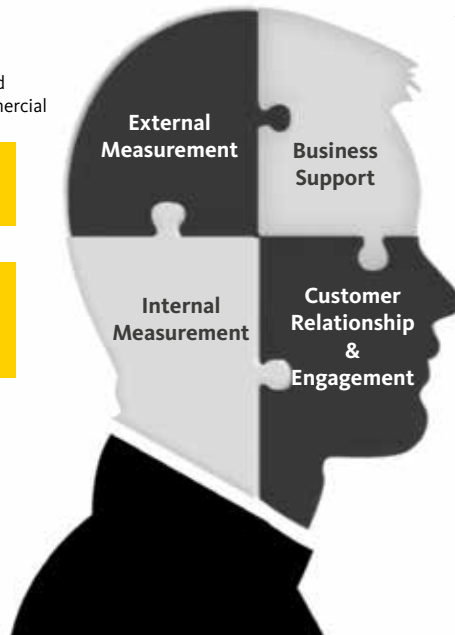 External
Measurement
Business
Support
Internal
Measurement
Customer
Relationship
&
Engagement